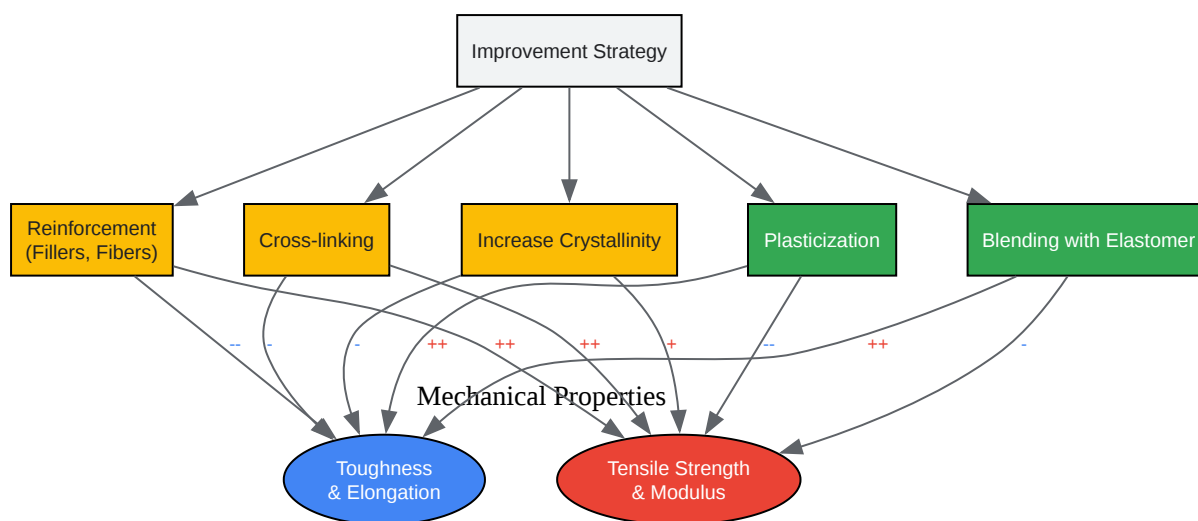 Improvement Strategy
Reinforcement
(Fillers, Fibers)
Cross-linking
Increase Crystallinity
Plasticization
Blending with Elastomer
-- - - ++ ++ ++ + -- ++ -
Mechanical Properties
Toughness
& Elongation
Tensile Strength
& Modulus